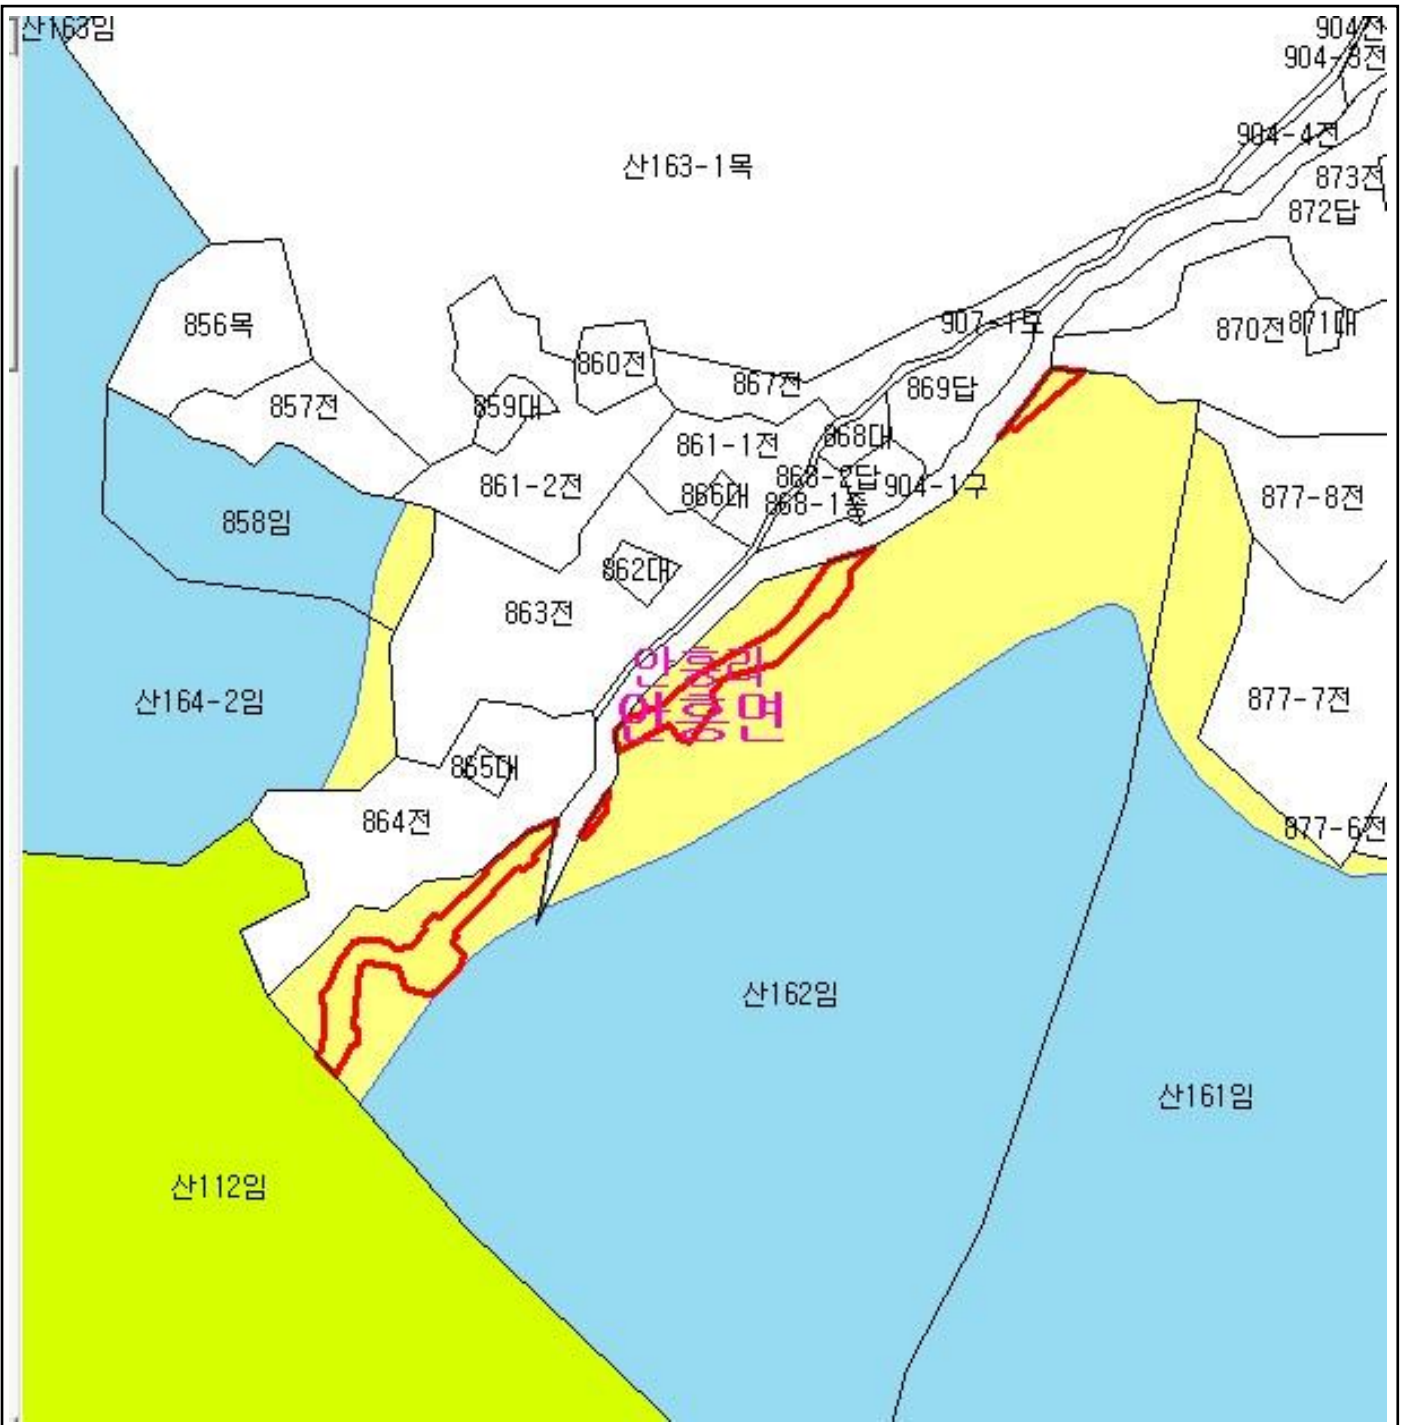 산163임
904전
904-3전
904-4전
산163-1목
873전
872답
856목
907-1구
870전
871대
860전
867전
869답
857전
859대
868대
861-1전
861-2전
866대
868-2답
868-1종
904-1구
877-8전
858임
862대
863전
안흥리
안흥면
산164-2임
877-7전
865대
864전
877-6전
산162임
산161임
산112임